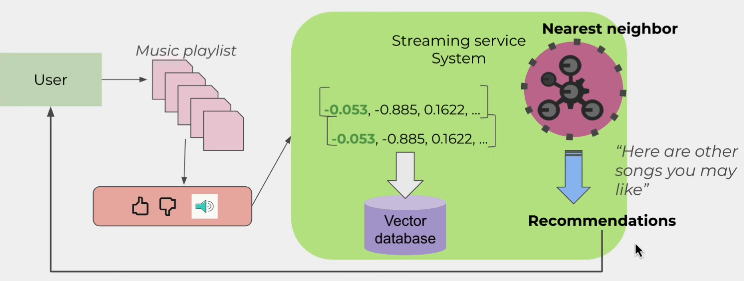 User
Music playlist
Streaming service
System
-0.053, -0.885, 0.1622, ...
-0.053, -0.885, 0.1622, ...
Vector
database
Nearest neighbor
“Here are other
songs you may
like”
Recommendations